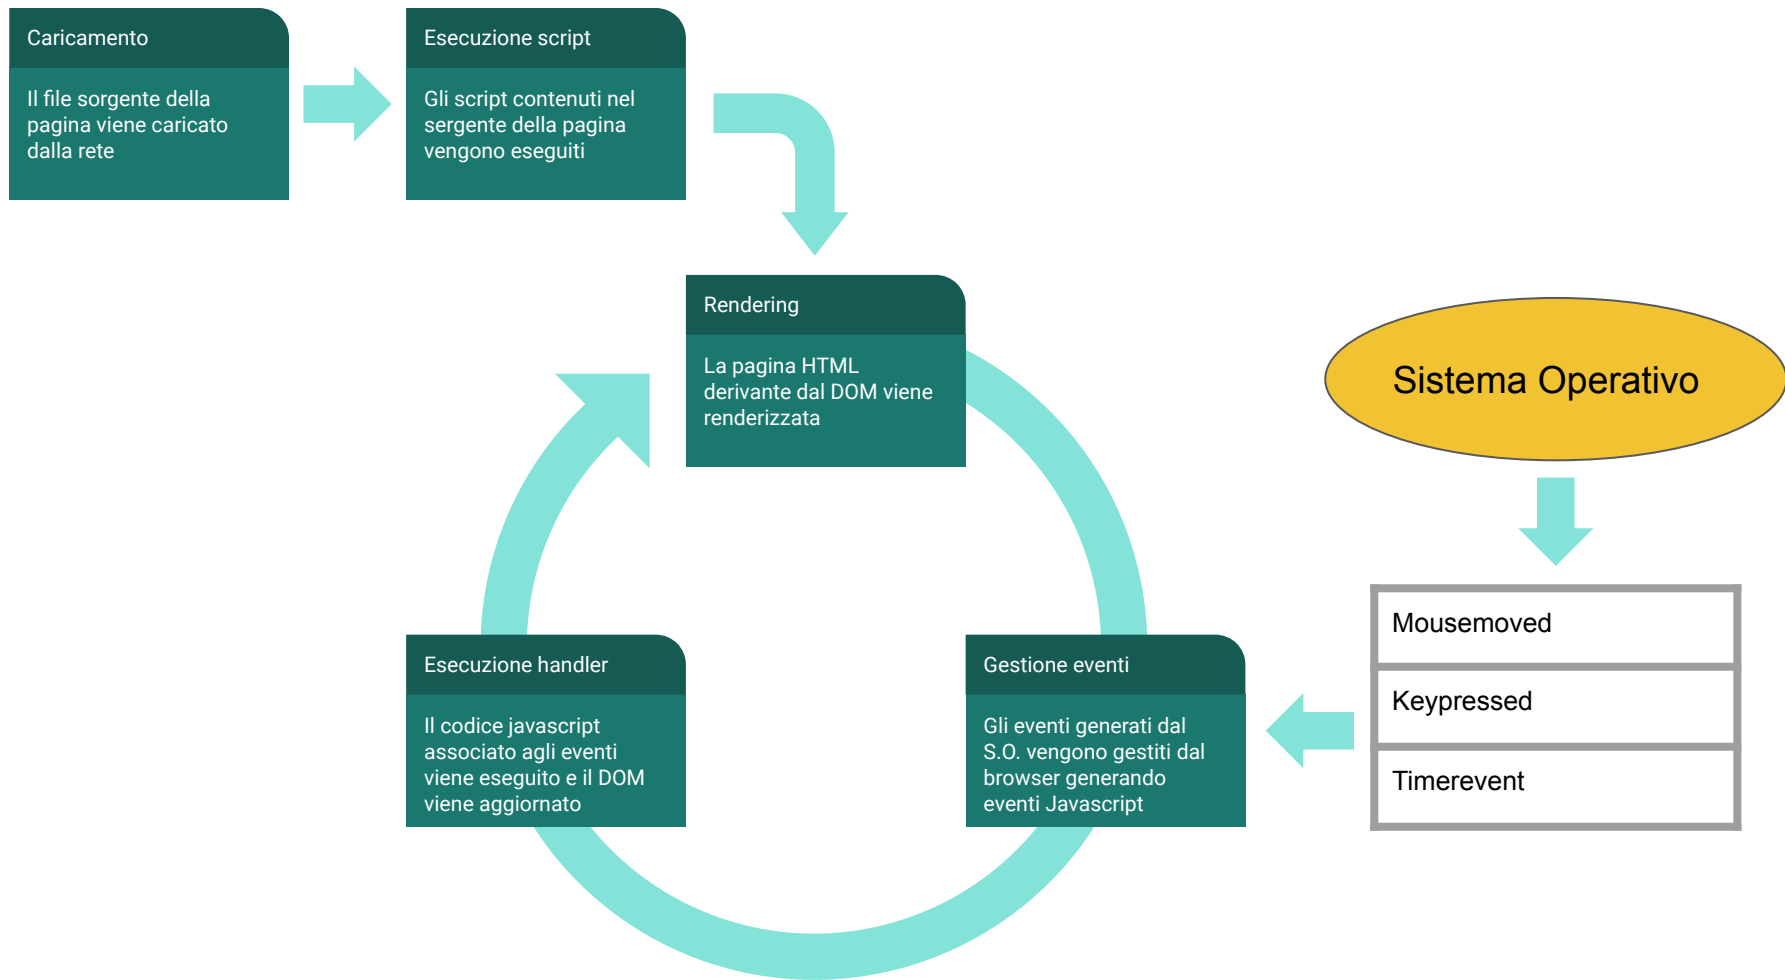 Caricamento
Il file sorgente della
pagina viene caricato
dalla rete
Esecuzione script
Gli script contenuti nel
sergente della pagina
vengono eseguiti
Rendering
La pagina HTML
derivante dal DOM viene
renderizzata
Sistema Operativo
Mousemoved
Keypressed
Timerevent
Gestione eventi
Gli eventi generati dal
S.O. vengono gestiti dal
browser generando
eventi Javascript
Esecuzione handler
Il codice javascript
associato agli eventi
viene eseguito e il DOM
viene aggiornato